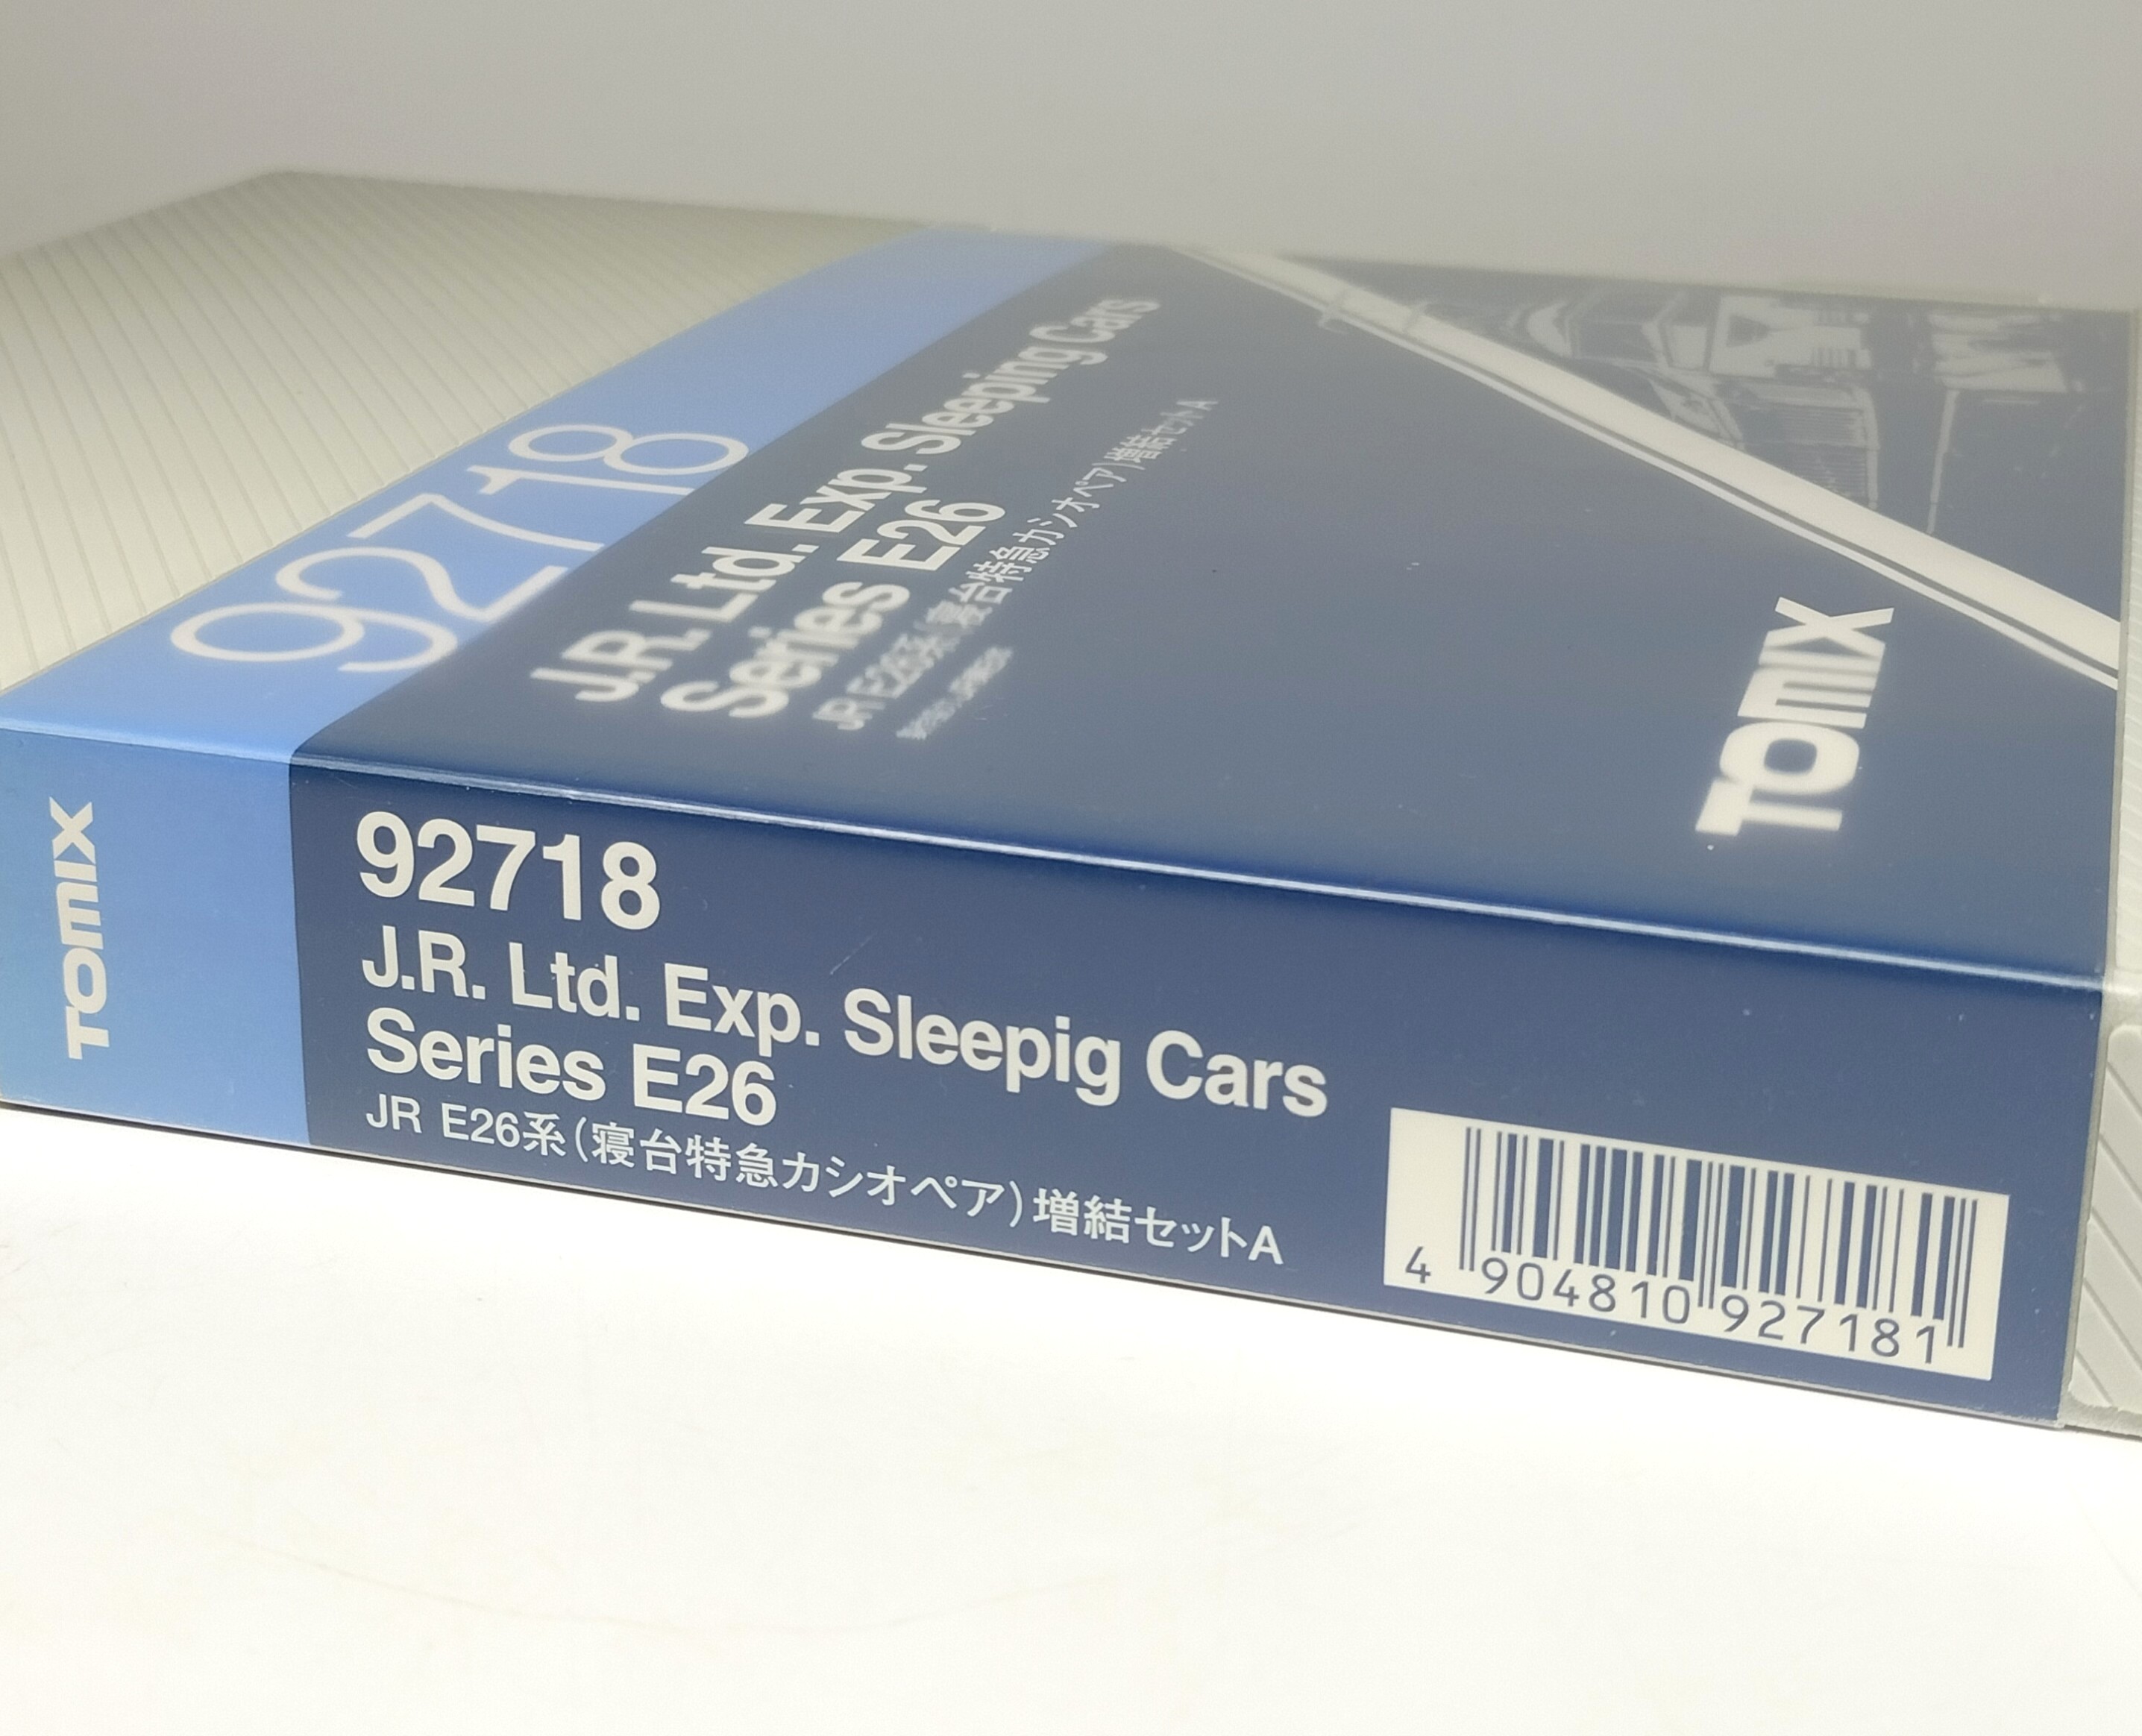 92718
J.R. Ltd. Exp. Sleeping Cars
Series E26
JR E26系(寝台特急カシオペア)増結セットA
TOMIX
TOMIX
92718
J.R. Ltd. Exp. Sleepig Cars
Series E26
JR E26系(寝台特急カシオペア)増結セットA
4 904810 927181